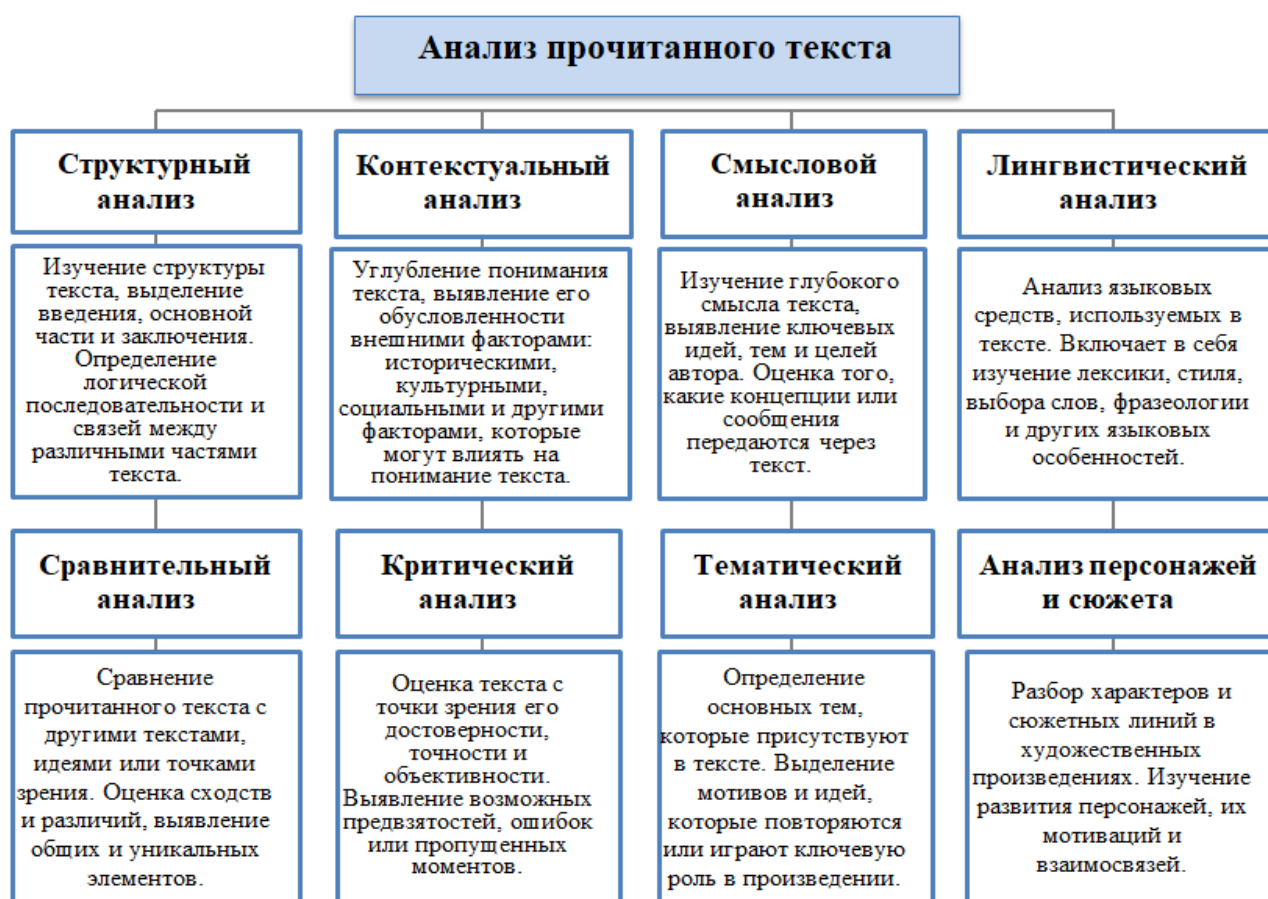 Анализ прочитанного текста
Структурный
анализ
Контекстуальный
анализ
Смысловой
анализ
Лингвистический
анализ
Изучение структуры
текста, выделение
введения, основной
части и заключения.
Определение
логической
последовательности и
связей между
различными частями
текста.
Углубление понимания
текста, выявление его
обусловленности
внешними факторами:
историческими,
культурными,
социальными и другими
факторами, которые
могут влиять на
понимание текста.
Изучение глубокого
смысла текста,
выявление ключевых
идей, тем и целей
автора. Оценка того,
какие концепции или
сообщения
передаются через
текст.
Анализ языковых
средств, используемых в
тексте. Включает в себя
изучение лексики, стиля,
выбора слов, фразеологии
и других языковых
особенностей.
Сравнительный
анализ
Критический
анализ
Тематический
анализ
Анализ персонажей
и сюжета
Сравнение
прочитанного текста с
другими текстами,
идеями или точками
зрения. Оценка сходств
и различий, выявление
общих и уникальных
элементов.
Оценка текста с
точки зрения его
достоверности,
точности и
объективности.
Выявление возможных
предвзятостей, ошибок
или пропущенных
моментов.
Определение
основных тем,
которые присутствуют
в тексте. Выделение
мотивов и идей,
которые повторяются
или играют ключевую
роль в произведении.
Разбор характеров и
сюжетных линий в
художественных
произведениях. Изучение
развития персонажей, их
мотиваций и
взаимосвязей.